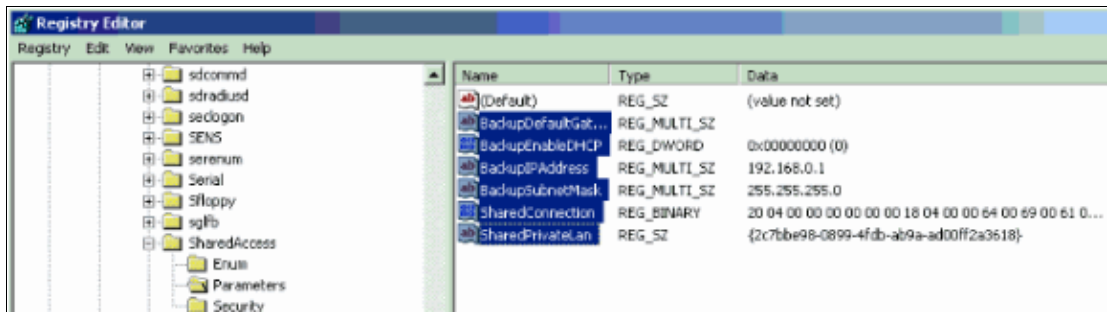 Registry Editor
Registry Edit View Favorites Help
sdcommd
sdradiusd
seclogon
SENS
serenum
Serial
Sfloppy
sglfb
SharedAccess
Enum
Parameters
Security
Name Type Data
(Default) REG_SZ (value not set)
BackupDefaultGat... REG_MULTI_SZ
BackupEnableDHCP REG_DWORD 0x00000000 (0)
BackupIPAddress REG_MULTI_SZ 192.168.0.1
BackupSubnetMask REG_MULTI_SZ 255.255.255.0
SharedConnection REG_BINARY 20 04 00 00 00 00 00 00 18 04 00 00 64 00 69 00 61 0...
SharedPrivateLan REG_SZ {2c7bbe98-0899-4fdb-ab9a-ad00ff2a3618}